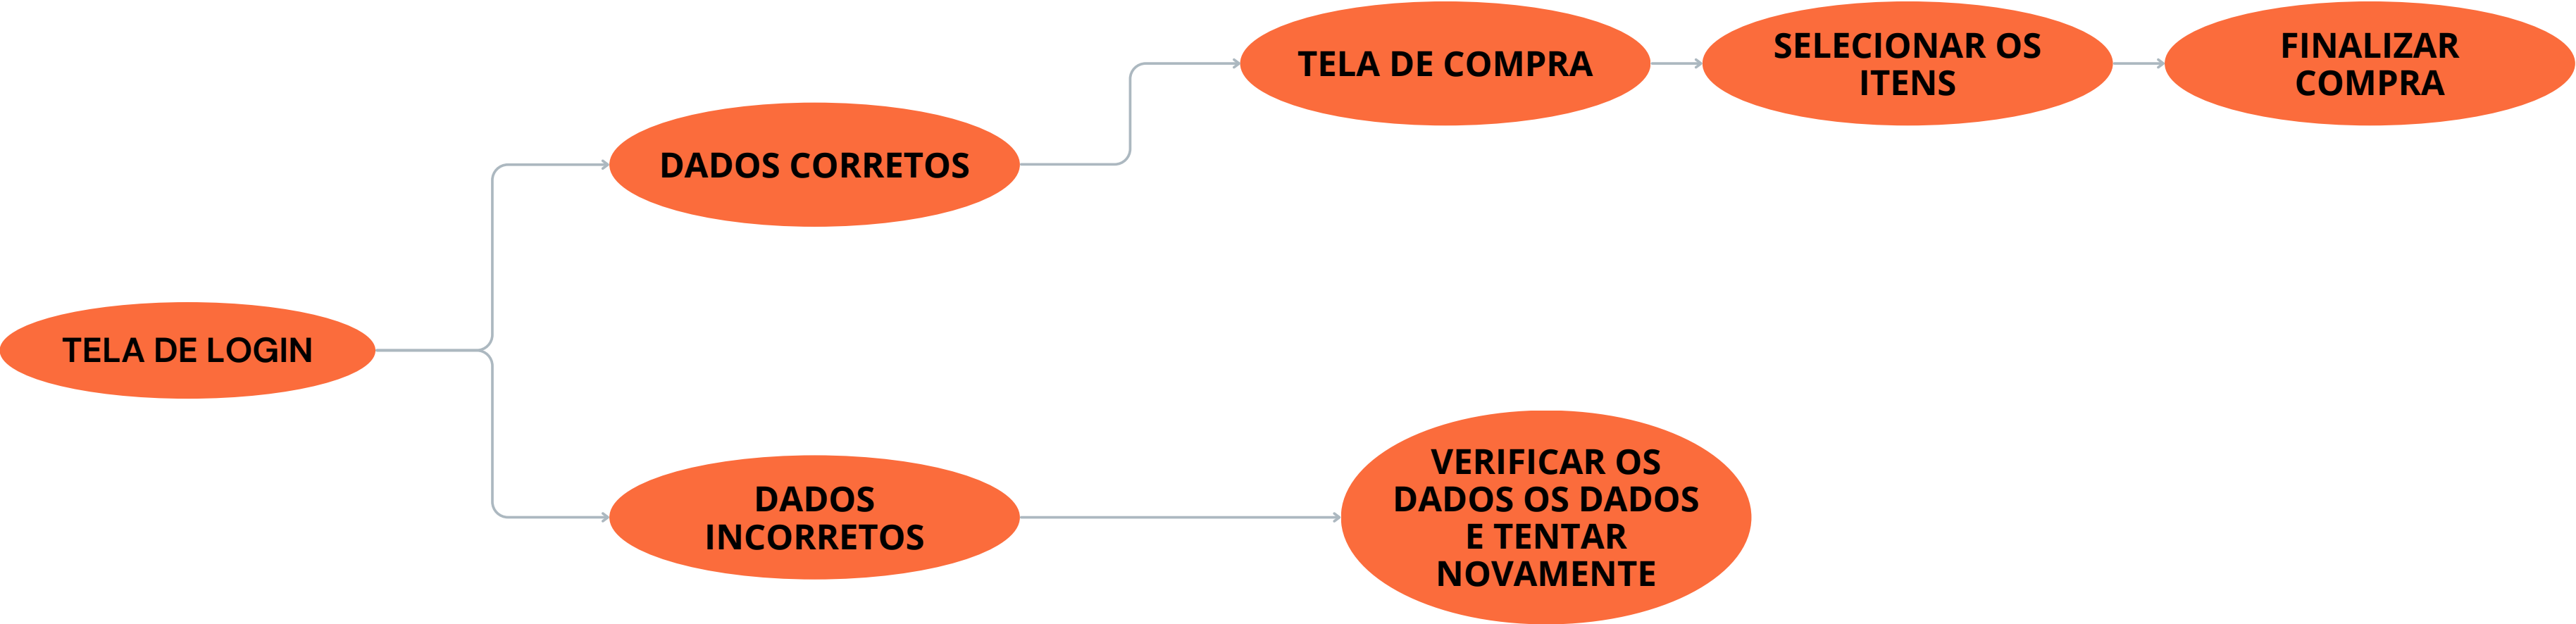 TELA DE LOGIN
DADOS CORRETOS
TELA DE COMPRA
SELECIONAR OS
ITENS
FINALIZAR
COMPRA
DADOS
INCORRETOS
VERIFICAR OS
DADOS OS DADOS
E TENTAR
NOVAMENTE